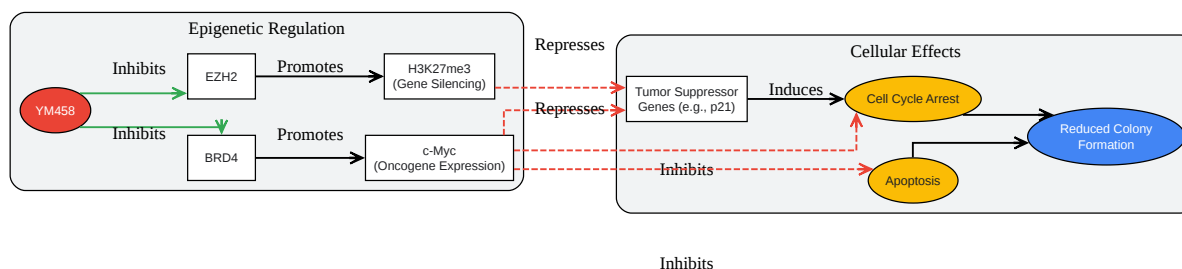 Epigenetic Regulation
Represses
Cellular Effects
Inhibits
EZH2
Promotes
H3K27me3
(Gene Silencing)
YM458
Inhibits
BRD4
Promotes
c-Myc
(Oncogene Expression)
Represses
Tumor Suppressor
Genes (e.g., p21)
Induces
Cell Cycle Arrest
Reduced Colony
Formation
Inhibits
Apoptosis
Inhibits